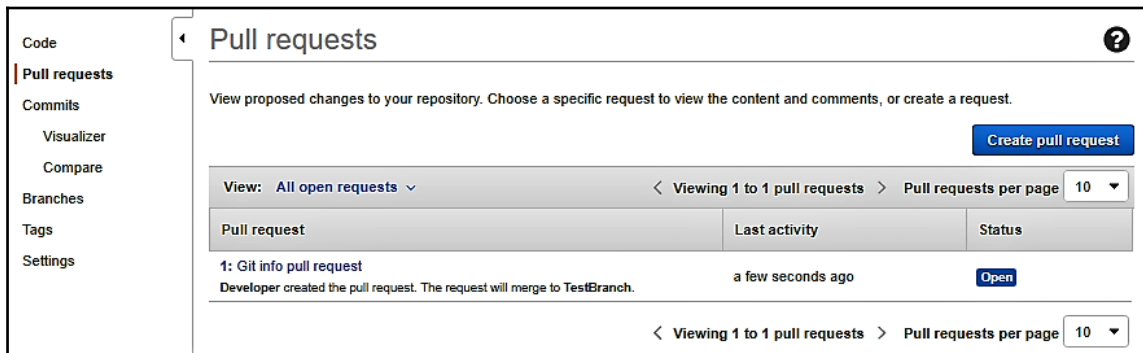 Code
Pull requests
Commits
Visualizer
Compare
Branches
Tags
Settings
Pull requests
?
View proposed changes to your repository. Choose a specific request to view the content and comments, or create a request.
Create pull request
View: All open requests < Viewing 1 to 1 pull requests > Pull requests per page 10
Pull request Last activity Status
1: Git info pull request
Developer created the pull request. The request will merge to TestBranch.
a few seconds ago Open
< Viewing 1 to 1 pull requests > Pull requests per page 10